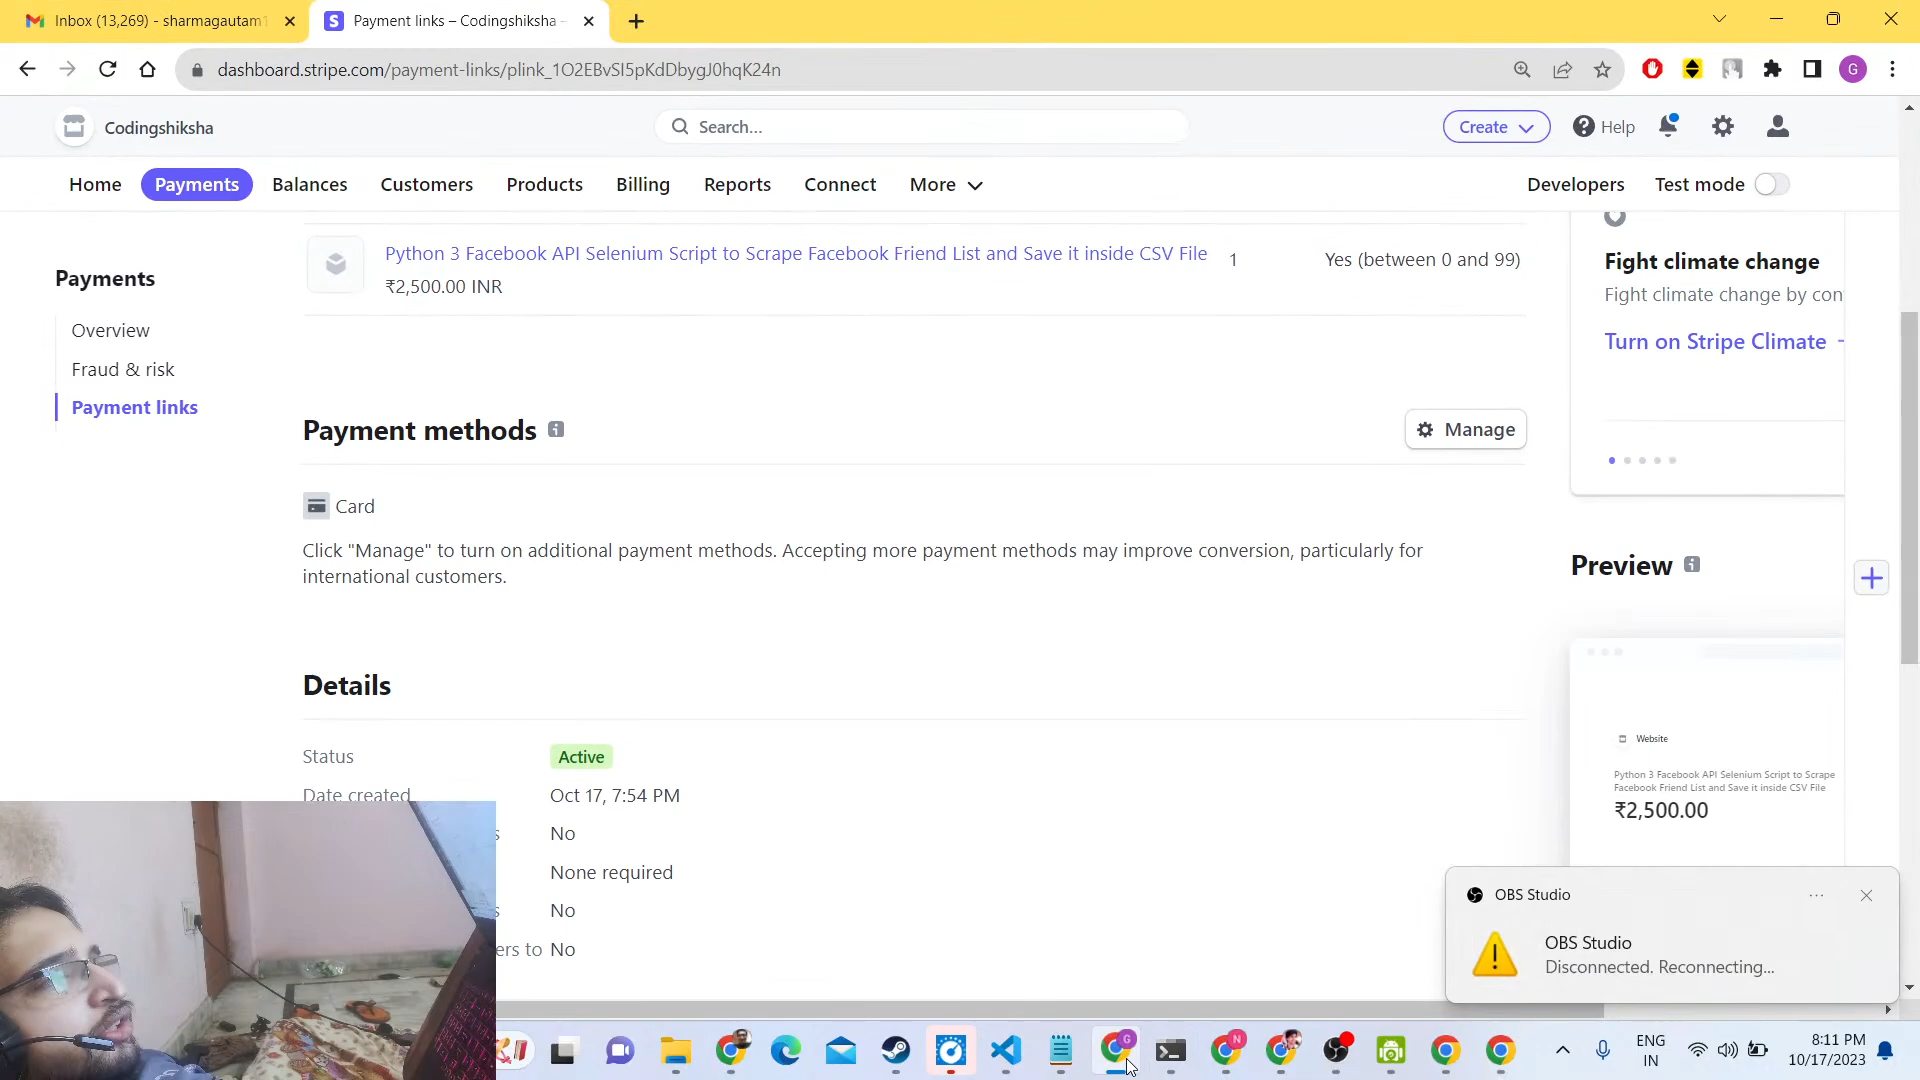 Inbox (13,269) - sharmagautam1
Payment links – Codingshiksha -
dashboard.stripe.com/payment-links/plink_1O2EBvSI5pKdDbygJ0hqK24n
G
Codingshiksha
Search...
Create
Help
Home
Payments
Balances
Customers
Products
Billing
Reports
Connect
More
Developers
Test mode
Payments
Overview
Fraud & risk
Payment links
Python 3 Facebook API Selenium Script to Scrape Facebook Friend List and Save it inside CSV File
1
Yes (between 0 and 99)
₹2,500.00 INR
Payment methods
Manage
Card
Click "Manage" to turn on additional payment methods. Accepting more payment methods may improve conversion, particularly for
international customers.
Details
Status
Active
Date created
Oct 17, 7:54 PM
s No
None required
s No
ers to No
Fight climate change
Fight climate change by con
Turn on Stripe Climate
Preview
Website
Python 3 Facebook API Selenium Script to Scrape
Facebook Friend List and Save it inside CSV File
₹2,500.00
OBS Studio
OBS Studio
Disconnected. Reconnecting...
G
N
ENG
IN
8:11 PM
10/17/2023